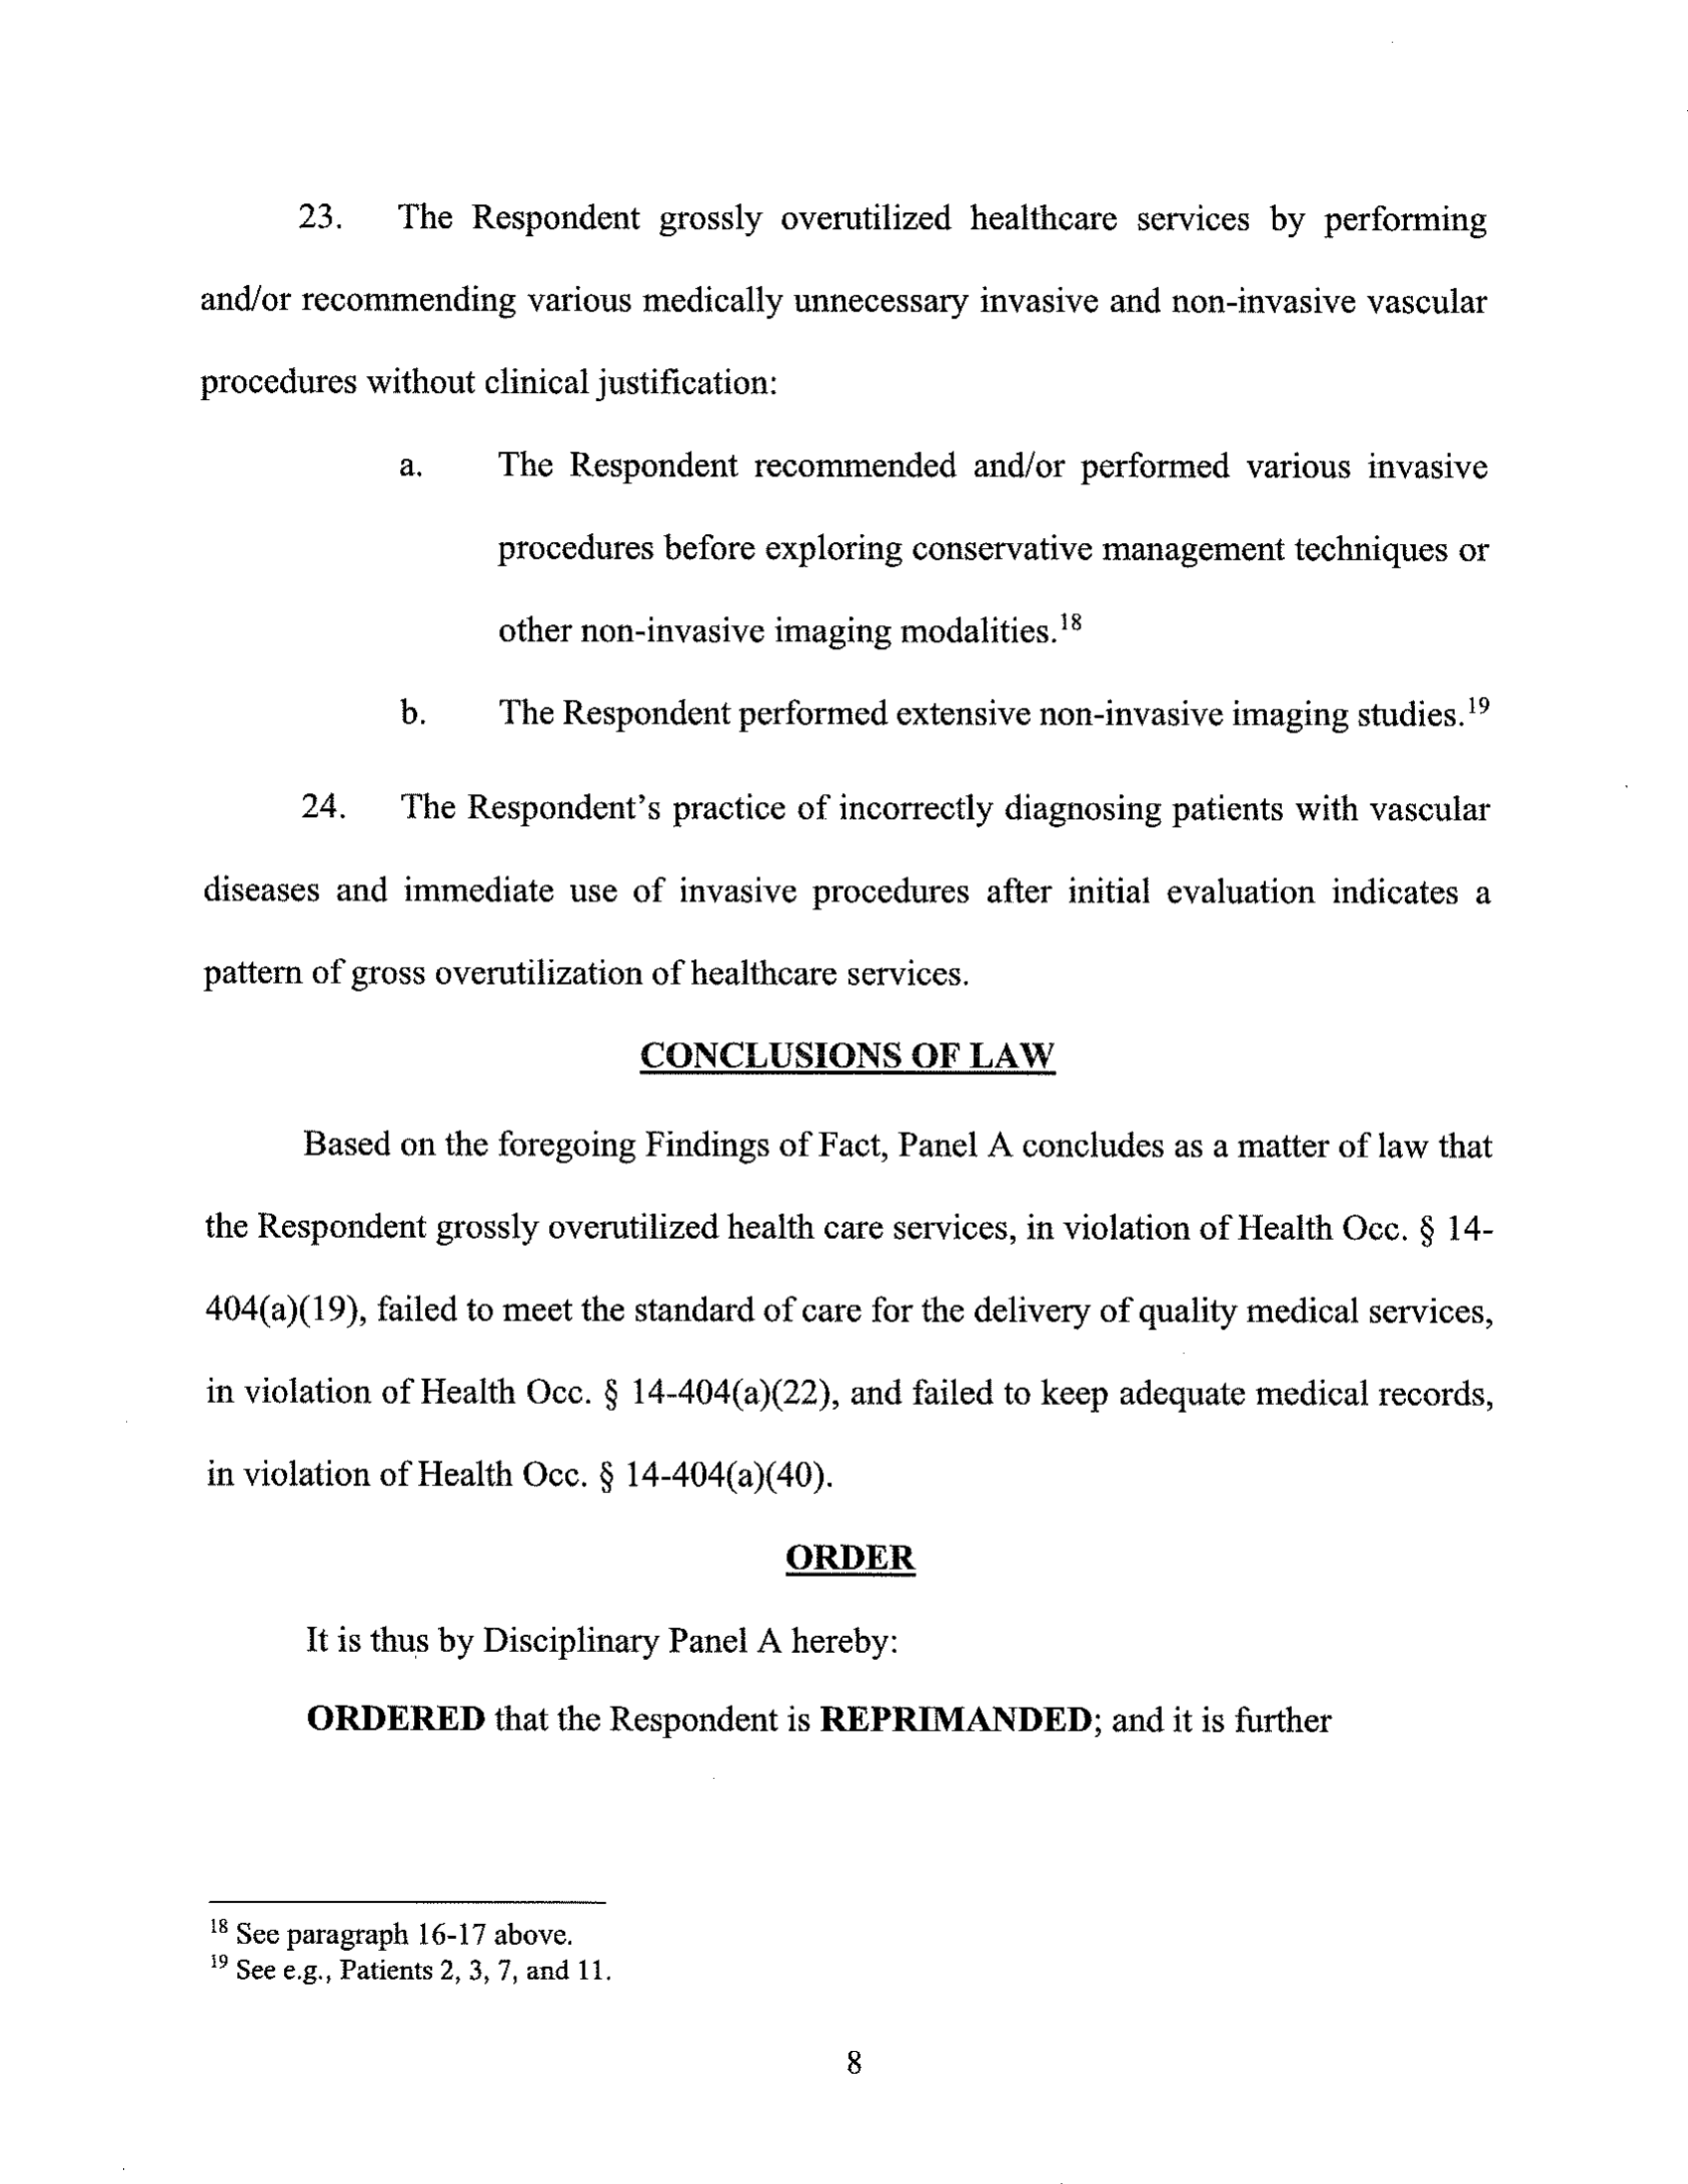 23. The Respondent grossly overutilized healthcare services by performing
and/or recommending various medically unnecessary invasive and non-invasive vascular
procedures without clinical justification:
a. The Respondent recommended and/or performed various invasive
procedures before exploring conservative management techniques or
other non-invasive imaging modalities.18
b. The Respondent performed extensive non-invasive imaging studies.19
24. The Respondent's practice of incorrectly diagnosing patients with vascular
diseases and immediate use of invasive procedures after initial evaluation indicates a
pattern of gross overutilization of healthcare services.
CONCLUSIONS OF LAW
Based on the foregoing Findings of Fact, Panel A concludes as a matter of law that
the Respondent grossly overutilized health care services, in violation of Health Occ. § 14-
404(a)(19), failed to meet the standard of care for the delivery of quality medical services,
in violation of Health Occ. § 14-404(a)(22), and failed to keep adequate medical records,
in violation of Health Occ. § 14-404(a)(40).
ORDER
It is thus by Disciplinary Panel A hereby:
ORDERED that the Respondent is REPRIMANDED; and it is further
18 See paragraph 16-17 above.
19 See e.g., Patients 2, 3, 7, and 11.
8